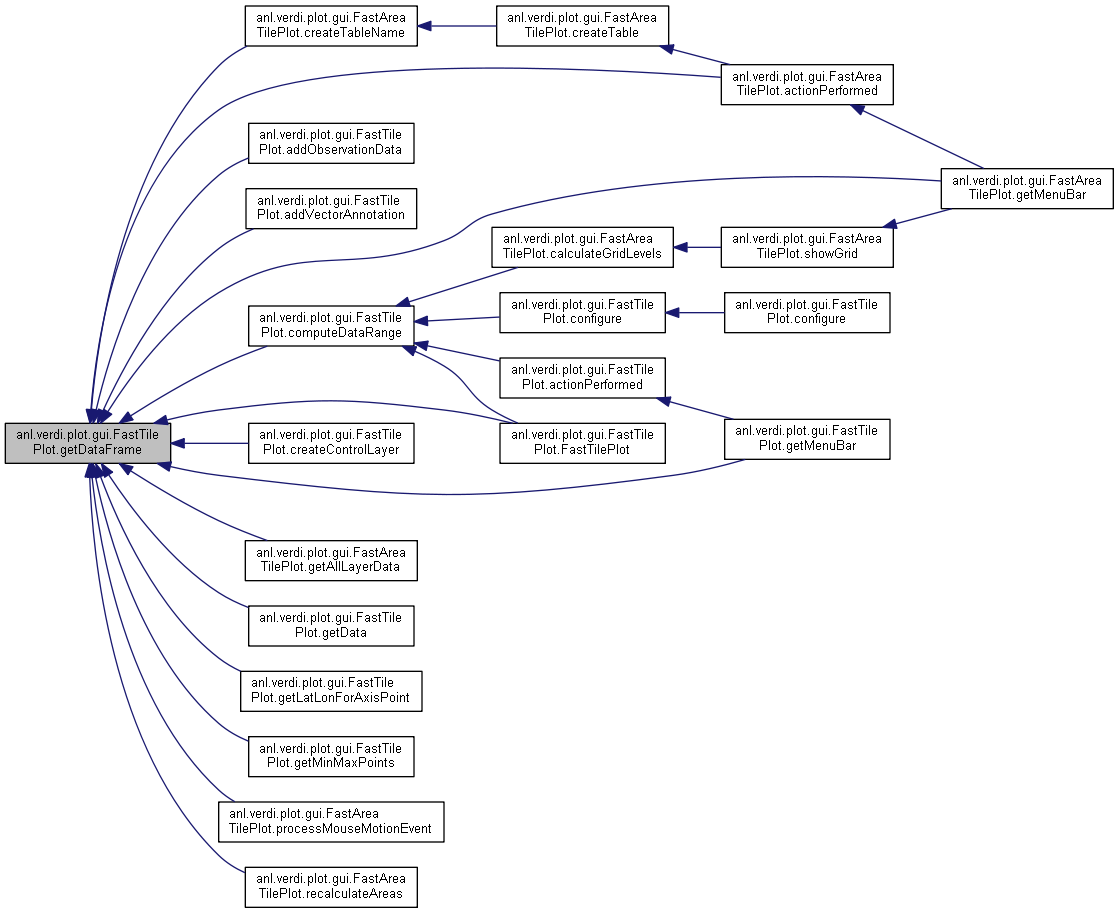 anl.verdi.plot.gui.FastArea
TilePlot.createTableName
anl.verdi.plot.gui.FastArea
TilePlot.createTable
anl.verdi.plot.gui.FastArea
TilePlot.actionPerformed
anl.verdi.plot.gui.FastTile
Plot.addObservationData
anl.verdi.plot.gui.FastArea
TilePlot.getMenuBar
anl.verdi.plot.gui.FastTile
Plot.addVectorAnnotation
anl.verdi.plot.gui.FastArea
TilePlot.calculateGridLevels
anl.verdi.plot.gui.FastArea
TilePlot.showGrid
anl.verdi.plot.gui.FastTile
Plot.computeDataRange
anl.verdi.plot.gui.FastTile
Plot.configure
anl.verdi.plot.gui.FastTile
Plot.configure
anl.verdi.plot.gui.FastTile
Plot.actionPerformed
anl.verdi.plot.gui.FastTile
Plot.getDataFrame
anl.verdi.plot.gui.FastTile
Plot.createControlLayer
anl.verdi.plot.gui.FastTile
Plot.FastTilePlot
anl.verdi.plot.gui.FastTile
Plot.getMenuBar
anl.verdi.plot.gui.FastArea
TilePlot.getAllLayerData
anl.verdi.plot.gui.FastTile
Plot.getData
anl.verdi.plot.gui.FastTile
Plot.getLatLonForAxisPoint
anl.verdi.plot.gui.FastTile
Plot.getMinMaxPoints
anl.verdi.plot.gui.FastArea
TilePlot.processMouseMotionEvent
anl.verdi.plot.gui.FastArea
TilePlot.recalculateAreas